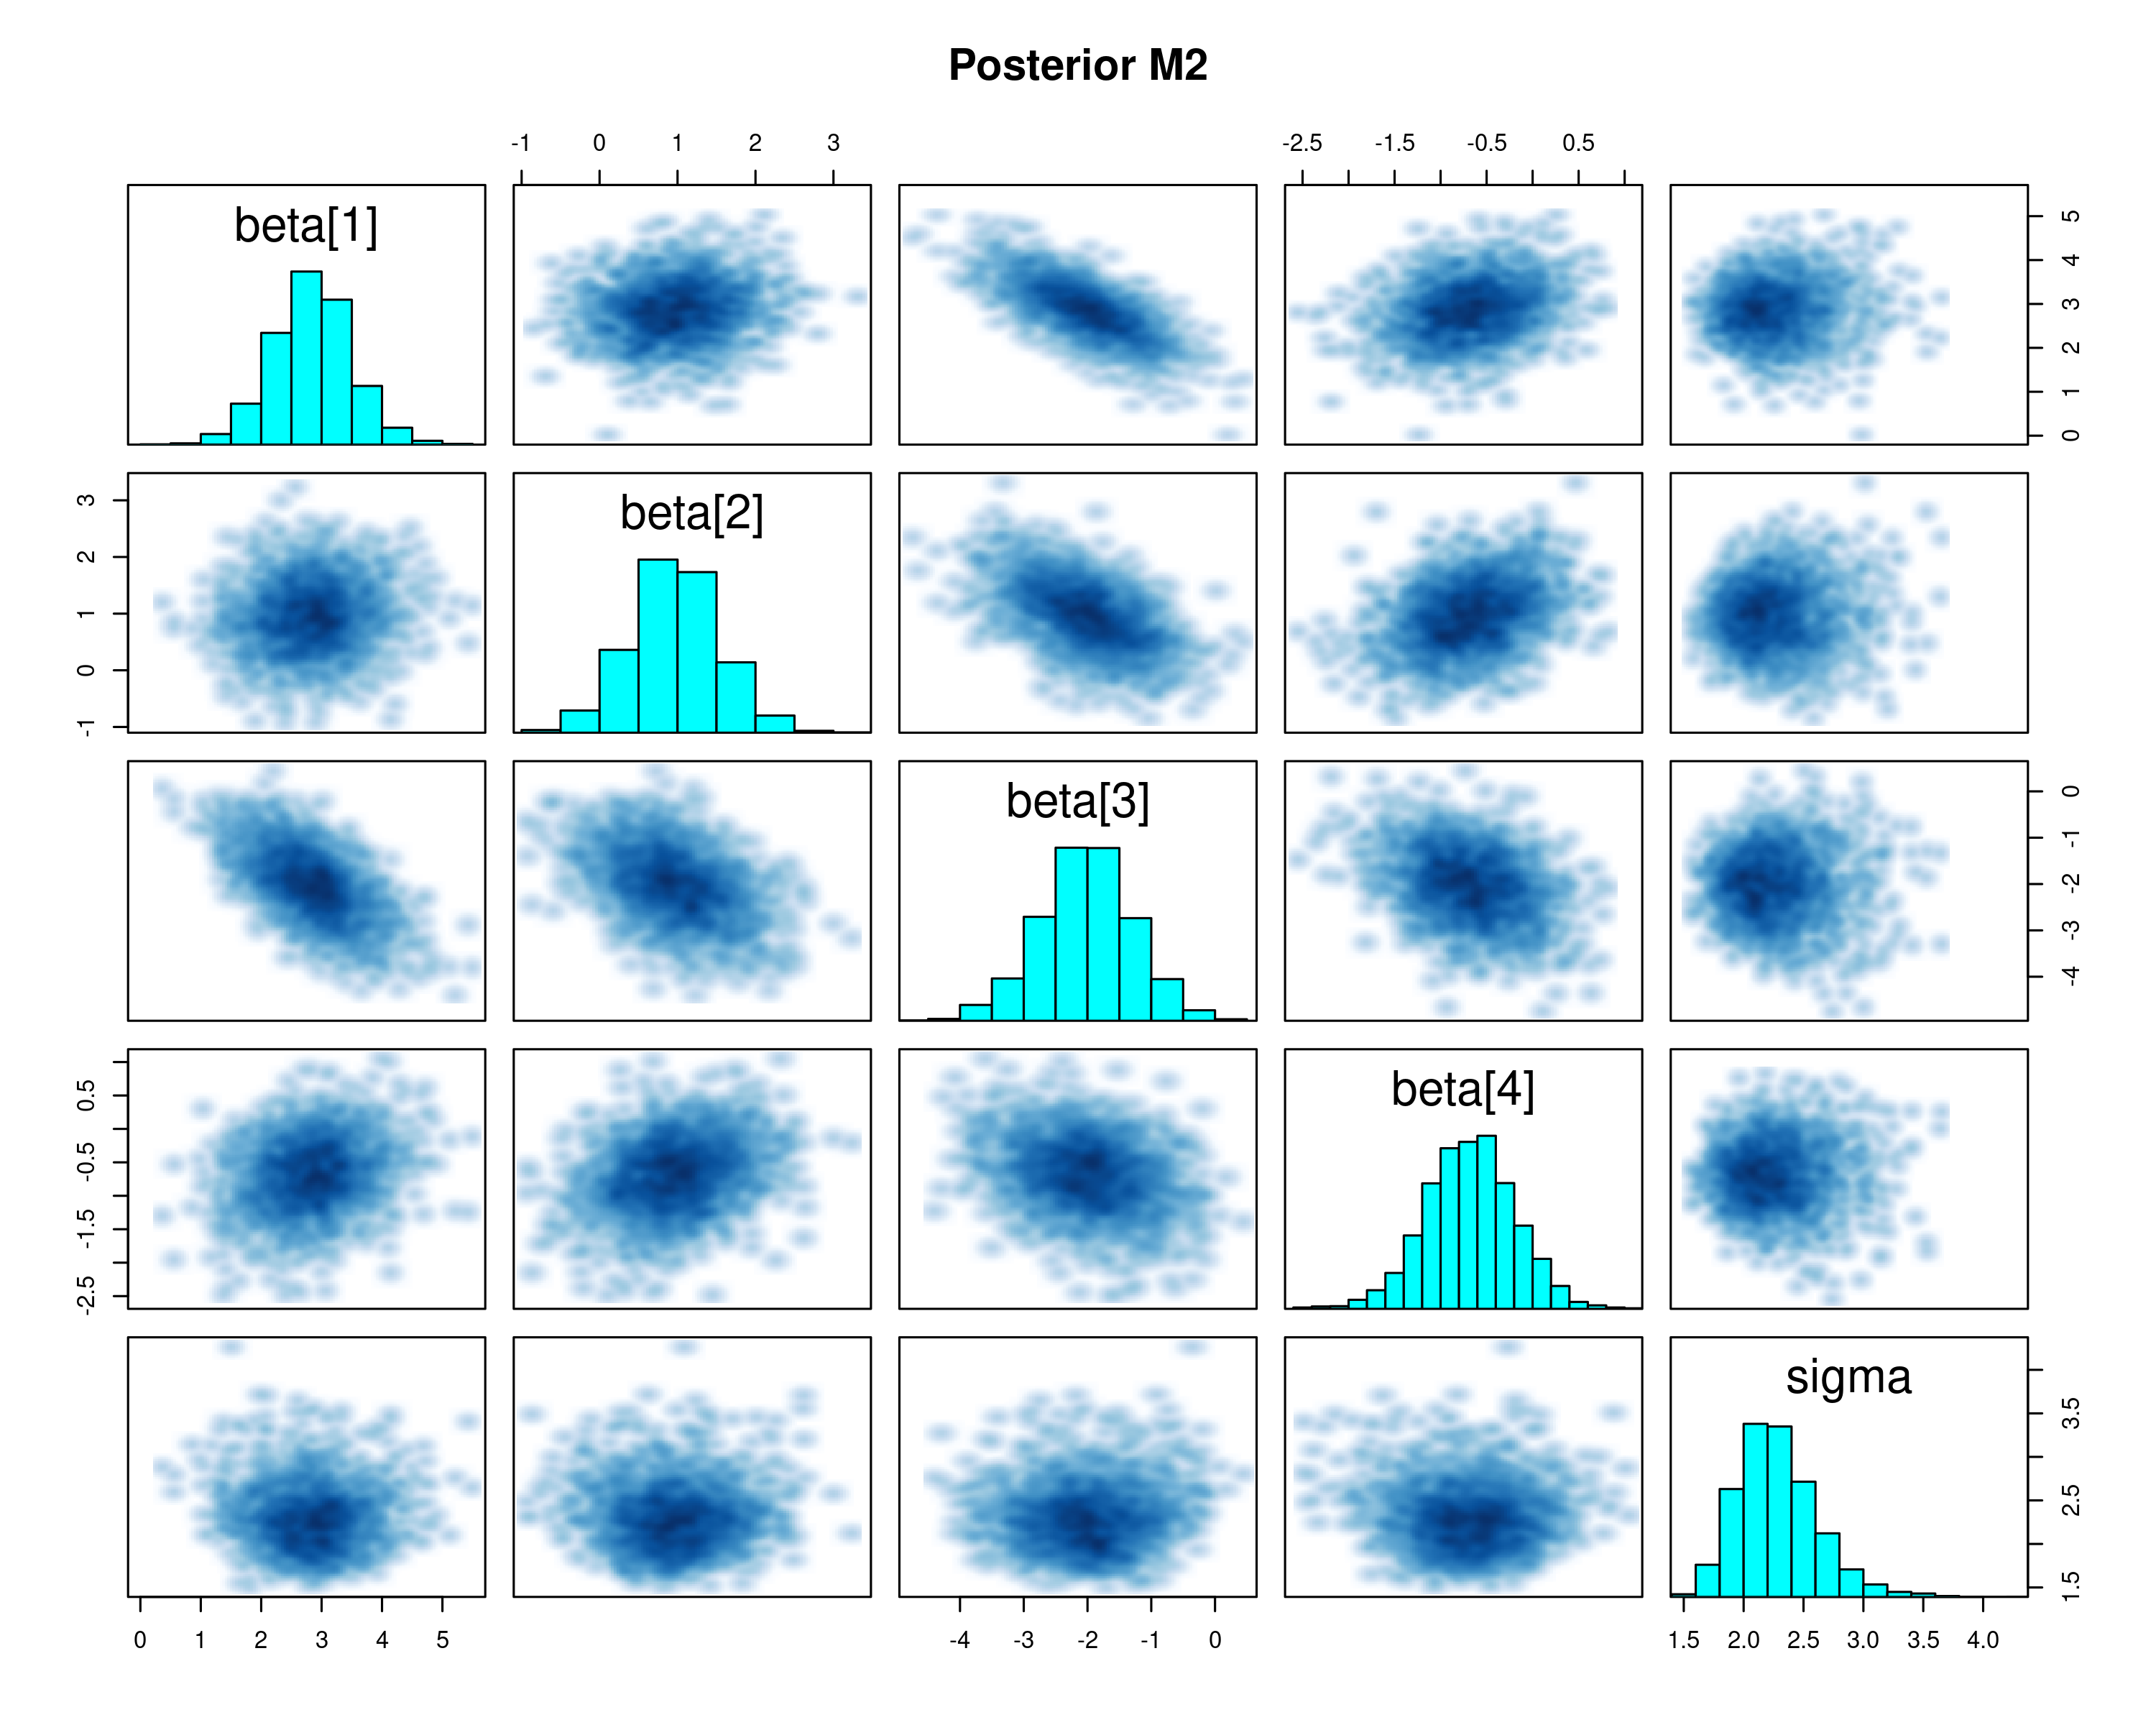 Posterior M2
-1 0 1 2 3
-2.5 -1.5 -0.5 0.5
beta[1]
0 1 2 3 4 5
-1 0 1 2 3
beta[2]
beta[3]
-4 -3 -2 -1 0
-2.5 -1.5 -0.5 0.5
beta[4]
sigma
1.5 2.5 3.5
0 1 2 3 4 5
-4 -3 -2 -1 0
1.5 2.0 2.5 3.0 3.5 4.0